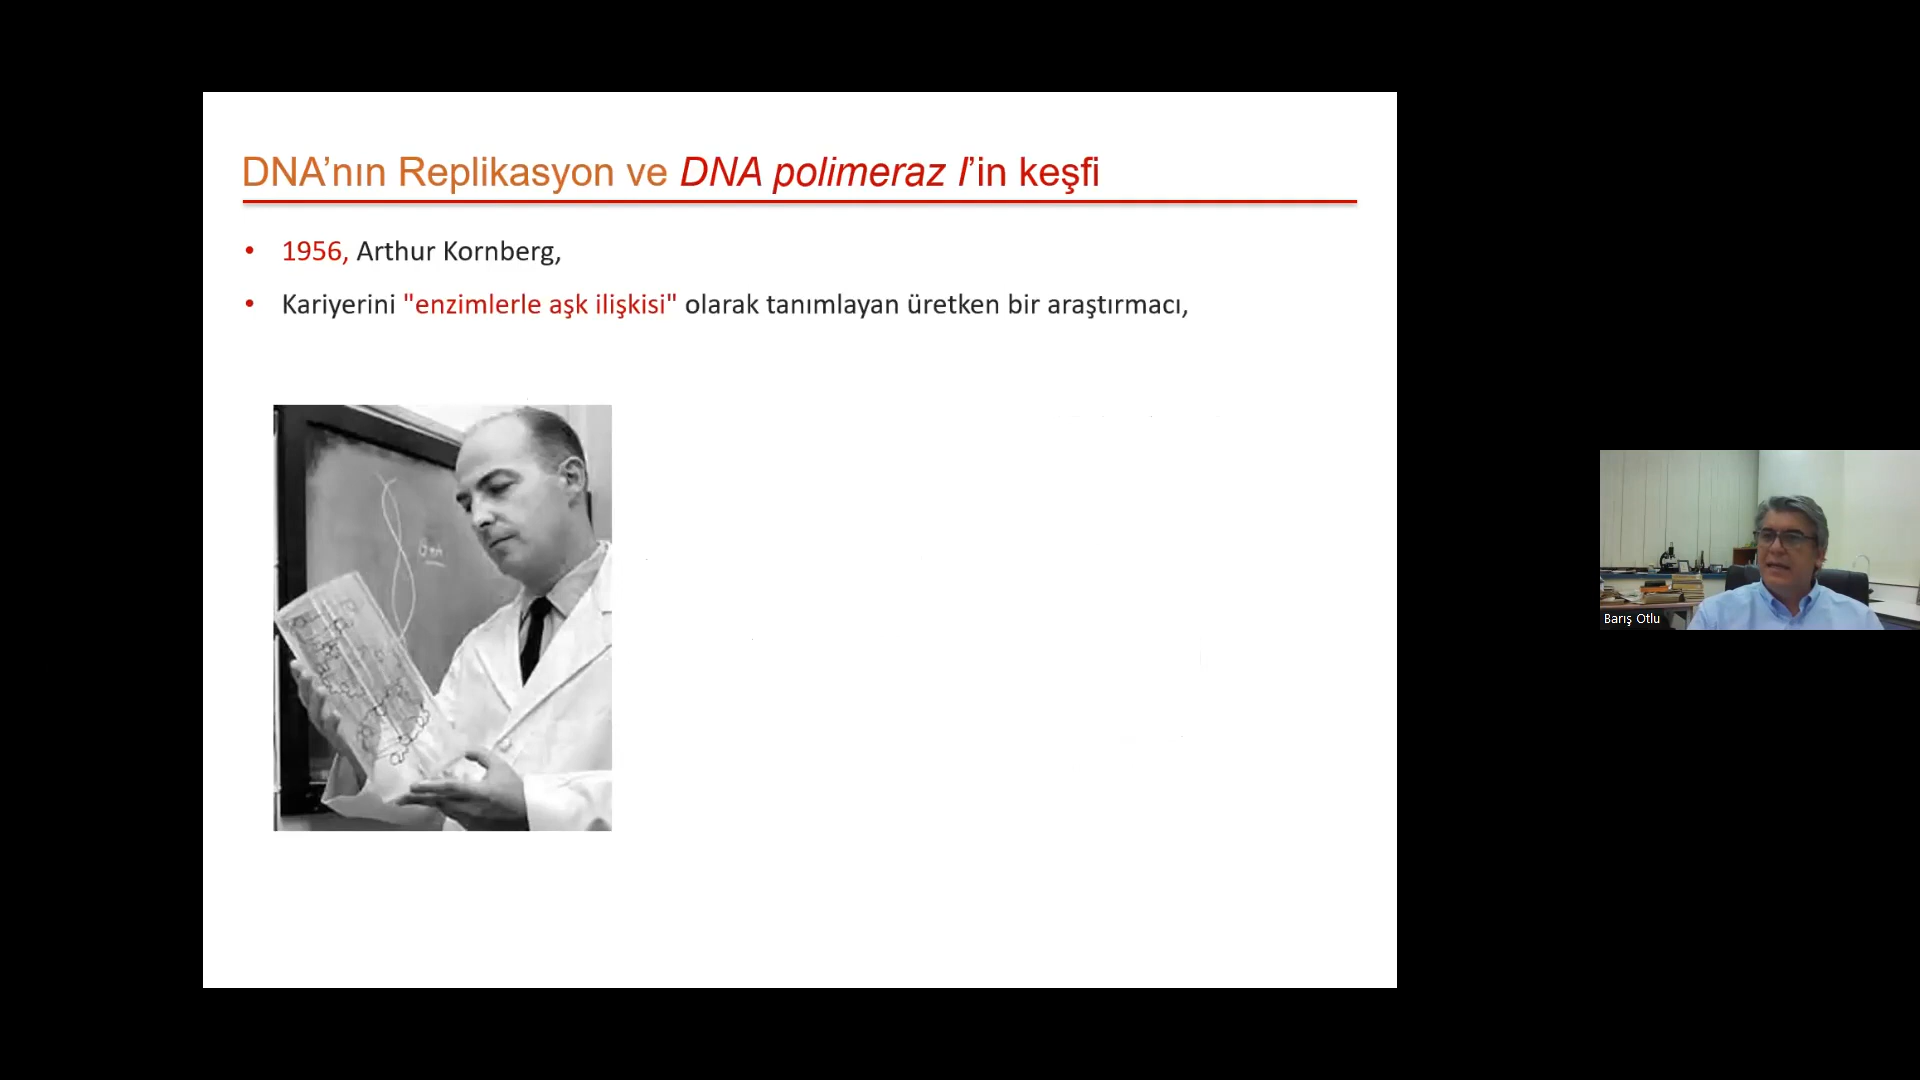 DNA’nın Replikasyon ve DNA polimeraz I’in keşfi
• 1956, Arthur Kornberg,
• Kariyerini "enzimlerle aşk ilişkisi" olarak tanımlayan üretken bir araştırmacı,
Barış Otlu